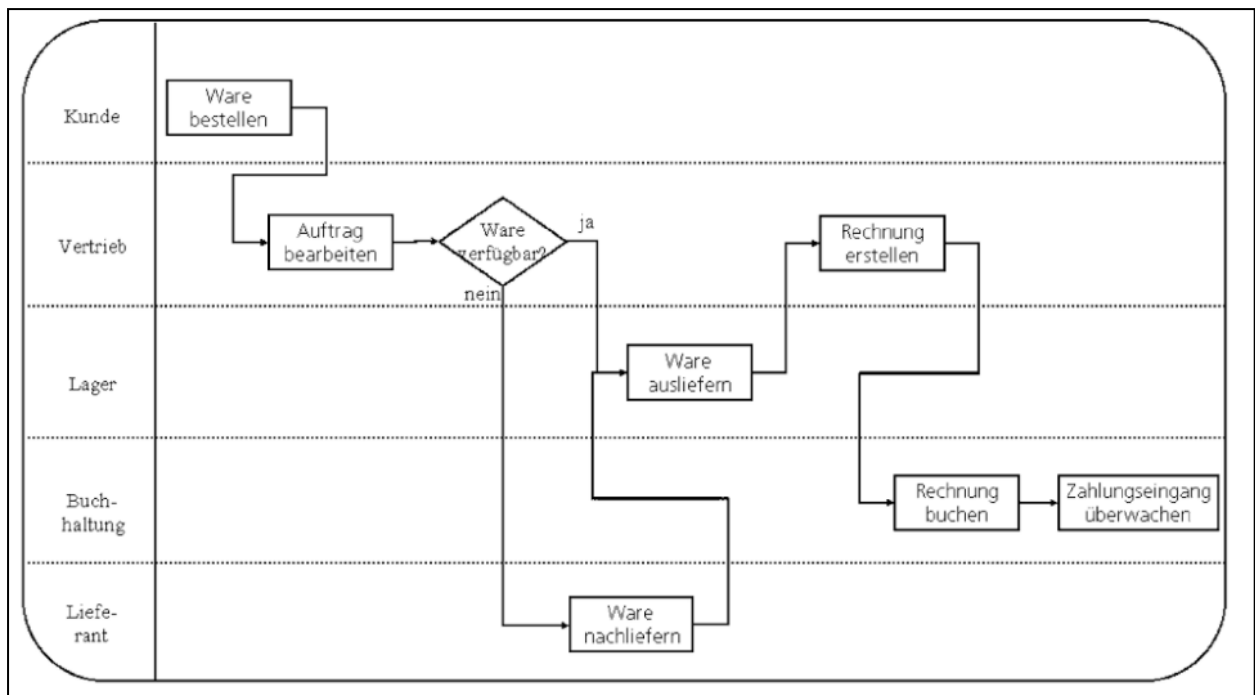 Kunde
Ware
bestellen
Vertrieb
Auftrag
bearbeiten
Ware
verfügbar?
ja
nein
Rechnung
erstellen
Lager
Ware
ausliefern
Buch-
haltung
Rechnung
buchen
Zahlungseingang
überwachen
Liefe-
rant
Ware
nachliefern